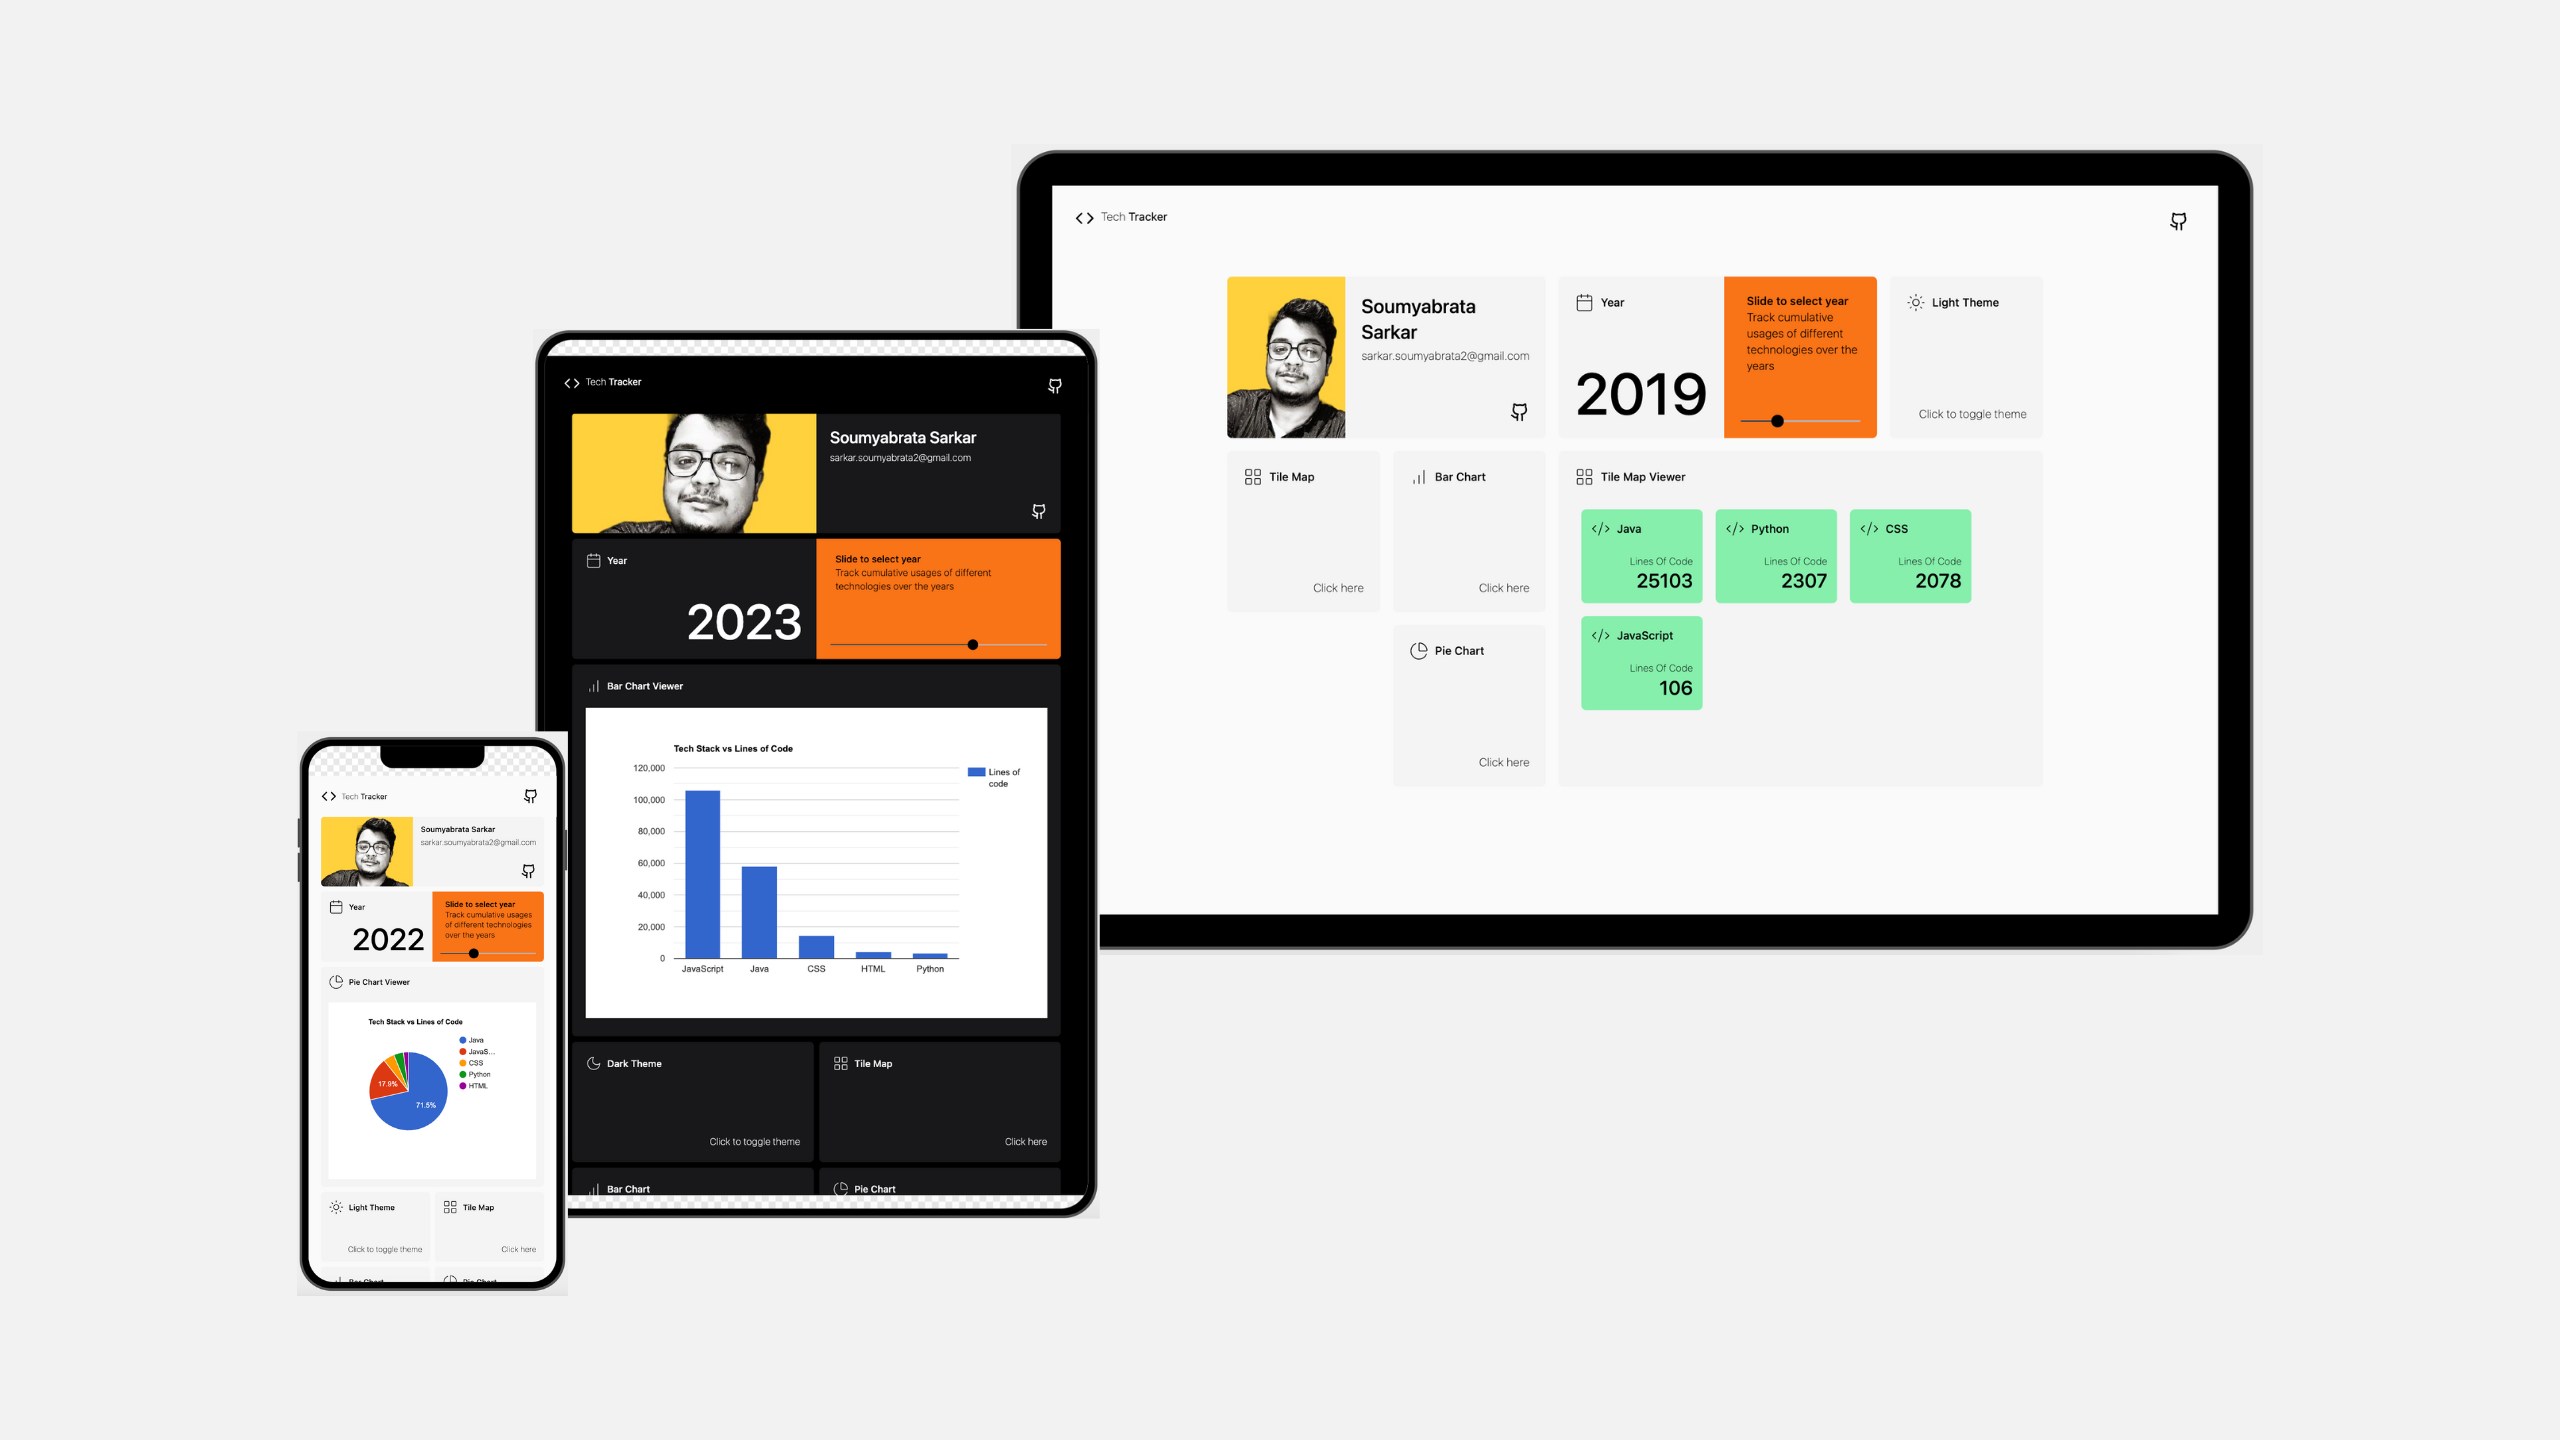 Tech Tracker
Soumyabrata
Sarkar
sarkar.soumyabrata2@gmail.com
Year
2019
Slide to select year
Track cumulative
usages of different
technologies over the
years
Light Theme
Click to toggle theme
Tile Map
Click here
Bar Chart
Click here
Pie Chart
Click here
Tile Map Viewer
Java
Lines Of Code
25103
Python
Lines Of Code
2307
CSS
Lines Of Code
2078
JavaScript
Lines Of Code
106
Tech Tracker
Soumyabrata Sarkar
sarkar.soumyabrata2@gmail.com
Year
2023
Slide to select year
Track cumulative usages of different
technologies over the years
Bar Chart Viewer
Tech Stack vs Lines of Code
120,000
100,000
80,000
60,000
40,000
20,000
0
JavaScript
Java
CSS
HTML
Python
Lines of
code
Dark Theme
Click to toggle theme
Tile Map
Click here
Bar Chart
Pie Chart
Tech Tracker
Soumyabrata Sarkar
sarkar.soumyabrata2@gmail.com
Year
2022
Slide to select year
Track cumulative usages
of different technologies
over the years
Pie Chart Viewer
Tech Stack vs Lines of Code
17.9%
71.5%
Java
JavaS...
CSS
Python
HTML
Light Theme
Click to toggle theme
Tile Map
Click here
Bar Chart
Pie Chart